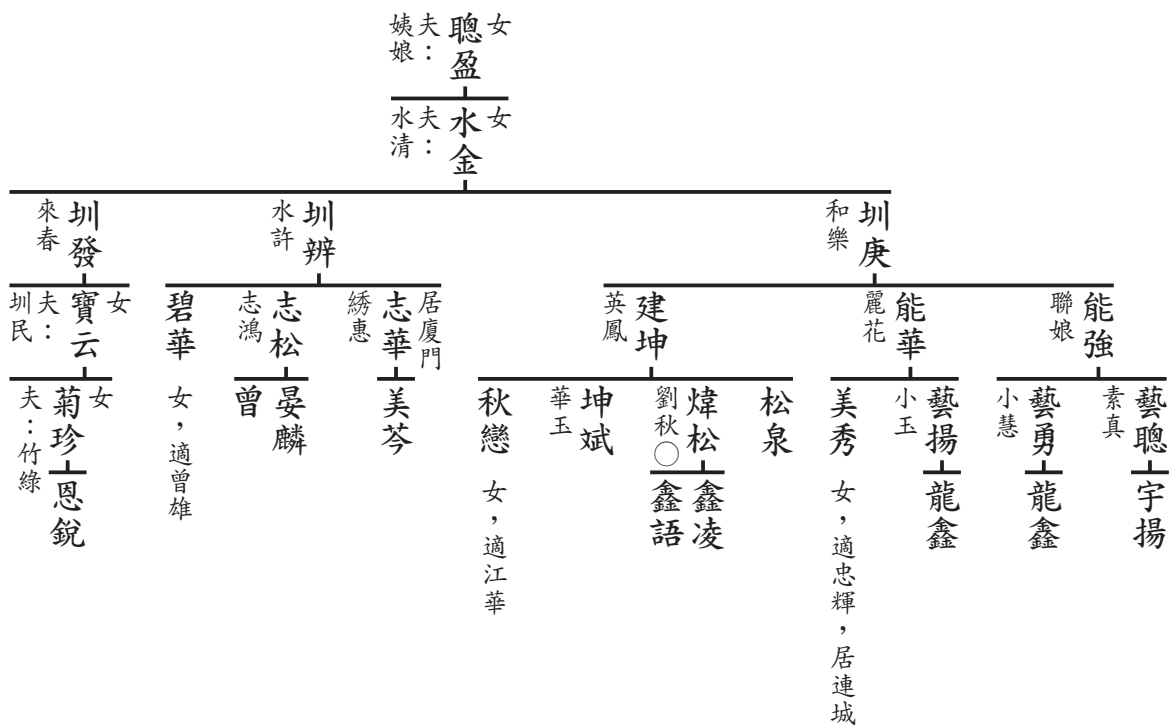 女
聰盈
夫：
姨娘
女
水金
夫：
水清
圳庚
和樂
圳辨
水許
圳發
來春
能強
聯娘
能華
麗花
建坤
英鳳
居廈門
志華
綉惠
志松
志鴻
碧華 女，適曾雄
女
寶云
夫：
圳民
藝聰
素真
藝勇
小慧
藝揚
小玉
美秀 女，適忠輝，居連城
松泉
煒松
劉秋○
坤斌
華玉
秋戀 女，適江華
美芩
晏麟
曾
女
菊珍
夫：竹綠
宇揚
龍鑫
龍鑫
鑫凌
鑫語
恩銳